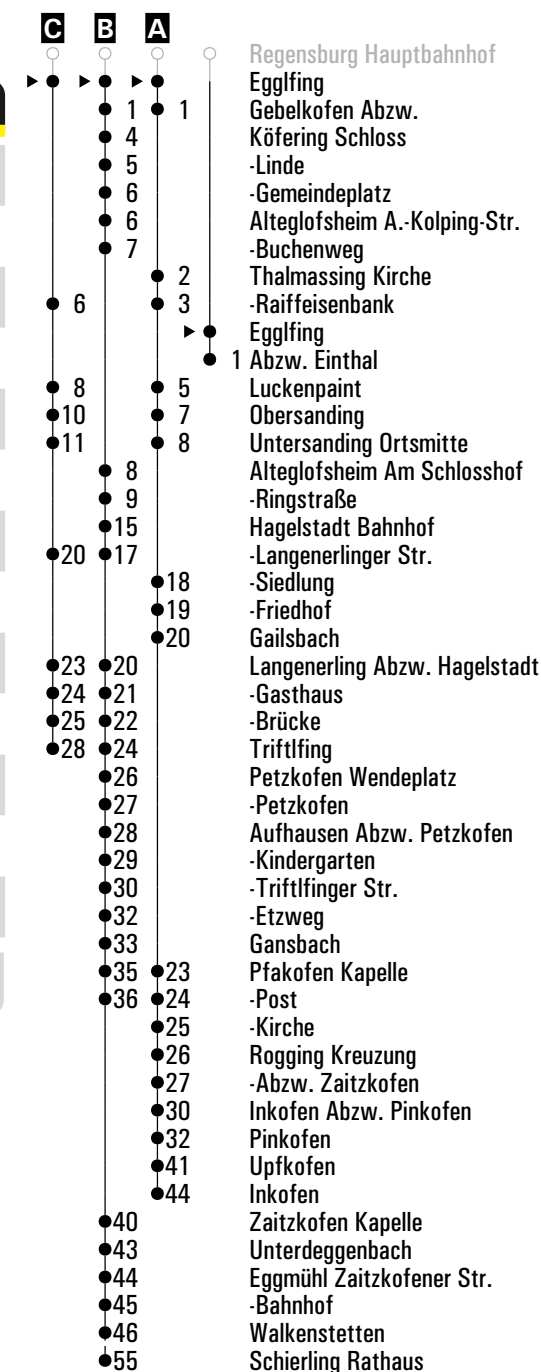 C B A
Regensburg Hauptbahnhof
Egglfing
1 1 Gebelkofen Abzw.
4 Köfering Schloss
5 -Linde
6 -Gemeindeplatz
6 Alteglofsheim A.-Kolping-Str.
7 -Buchenweg
2 Thalmassing Kirche
6 3 -Raiffeisenbank
Egglfing
1 Abzw. Einthal
8 5 Luckenpaint
10 7 Obersanding
11 8 Untersanding Ortsmitte
8 Alteglofsheim Am Schlosshof
9 -Ringstraße
15 Hagelstadt Bahnhof
20 17 -Langenerlinger Str.
18 -Siedlung
19 -Friedhof
20 Gailsbach
23 20 Langenerling Abzw. Hagelstadt
24 21 -Gasthaus
25 22 -Brücke
28 24 Triftlfing
26 Petzkofen Wendeplatz
27 -Petzkofen
28 Aufhausen Abzw. Petzkofen
29 -Kindergarten
30 -Triftlfinger Str.
32 -Etzweg
33 Gansbach
35 23 Pfakofen Kapelle
36 24 -Post
25 -Kirche
26 Rogging Kreuzung
27 -Abzw. Zaitzkofen
30 Inkofen Abzw. Pinkofen
32 Pinkofen
41 Upfkofen
44 Inkofen
40 Zaitzkofen Kapelle
43 Unterdeggenbach
44 Eggmühl Zaitzkofener Str.
45 -Bahnhof
46 Walkenstetten
55 Schierling Rathaus